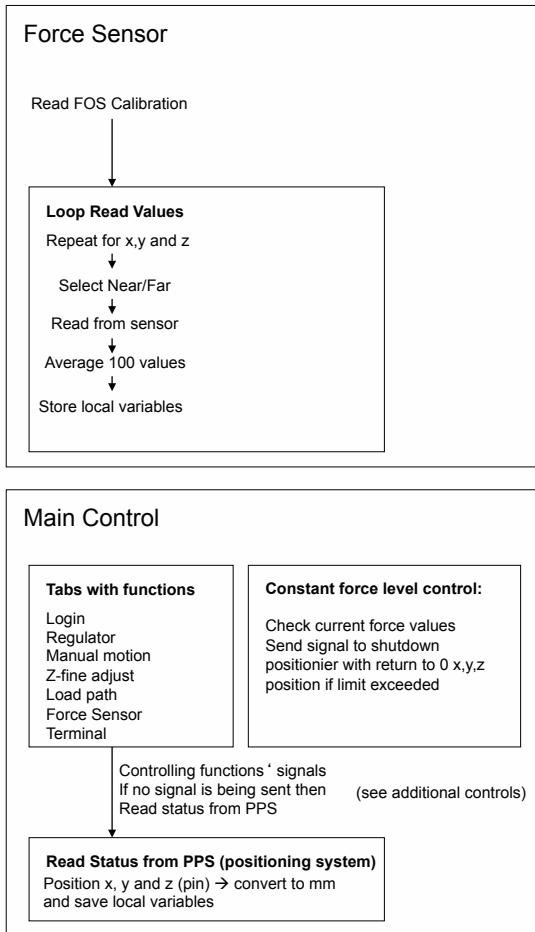 Force Sensor
Read FOS Calibration
Loop Read Values
Repeat for x,y and z
Select Near/Far
Read from sensor
Average 100 values
Store local variables
Main Control
Tabs with functions
Login
Regulator
Manual motion
Z-fine adjust
Load path
Force Sensor
Terminal
Constant force level control:
Check current force values
Send signal to shutdown
positionier with return to 0 x,y,z
position if limit exceeded
Controlling functions ‘ signals
If no signal is being sent then
Read status from PPS
(see additional controls)
Read Status from PPS (positioning system)
Position x, y and z (pin) → convert to mm
and save local variables